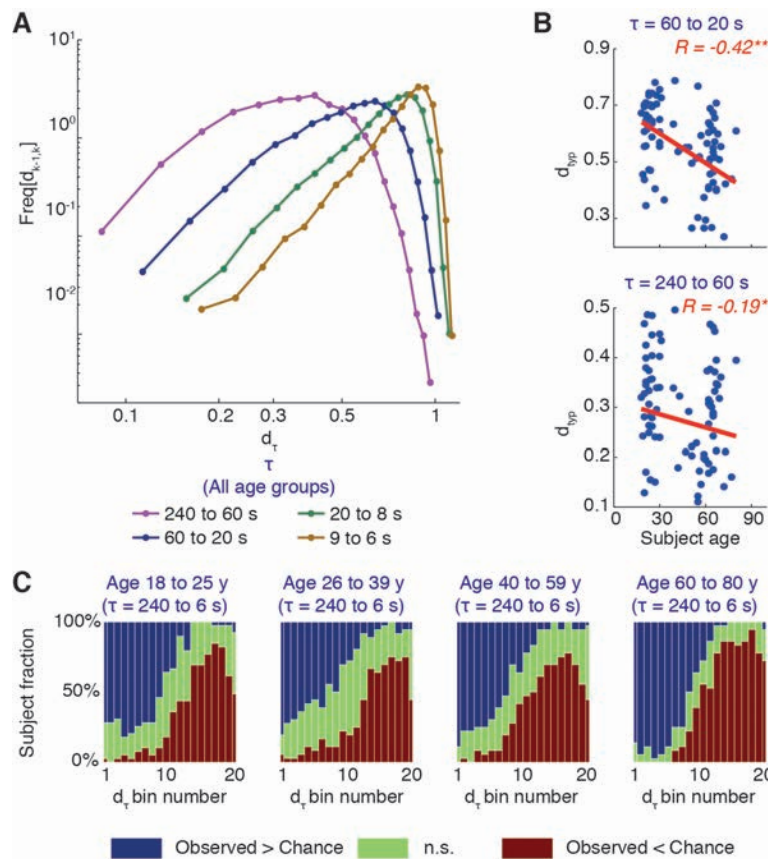 A
Freq[d_{k-1,k}]
10^1
10^0
10^-1
10^-2
0.1 0.2 0.3 0.5 1
d_τ
τ
(All age groups)
240 to 60 s
20 to 8 s
60 to 20 s
9 to 6 s
B
τ = 60 to 20 s
R = -0.42**
d_typ
0.9
0.7
0.5
0.3
τ = 240 to 60 s
R = -0.19*
d_typ
0.5
0.4
0.3
0.2
0.1
0 30 60 90
Subject age
C
Age 18 to 25 y
(τ = 240 to 6 s)
Age 26 to 39 y
(τ = 240 to 6 s)
Age 40 to 59 y
(τ = 240 to 6 s)
Age 60 to 80 y
(τ = 240 to 6 s)
Subject fraction
100%
50%
0%
1 10 20
1 10 20
1 10 20
1 10 20
d_τ bin number
d_τ bin number
d_τ bin number
d_τ bin number
Observed > Chance
n.s.
Observed < Chance